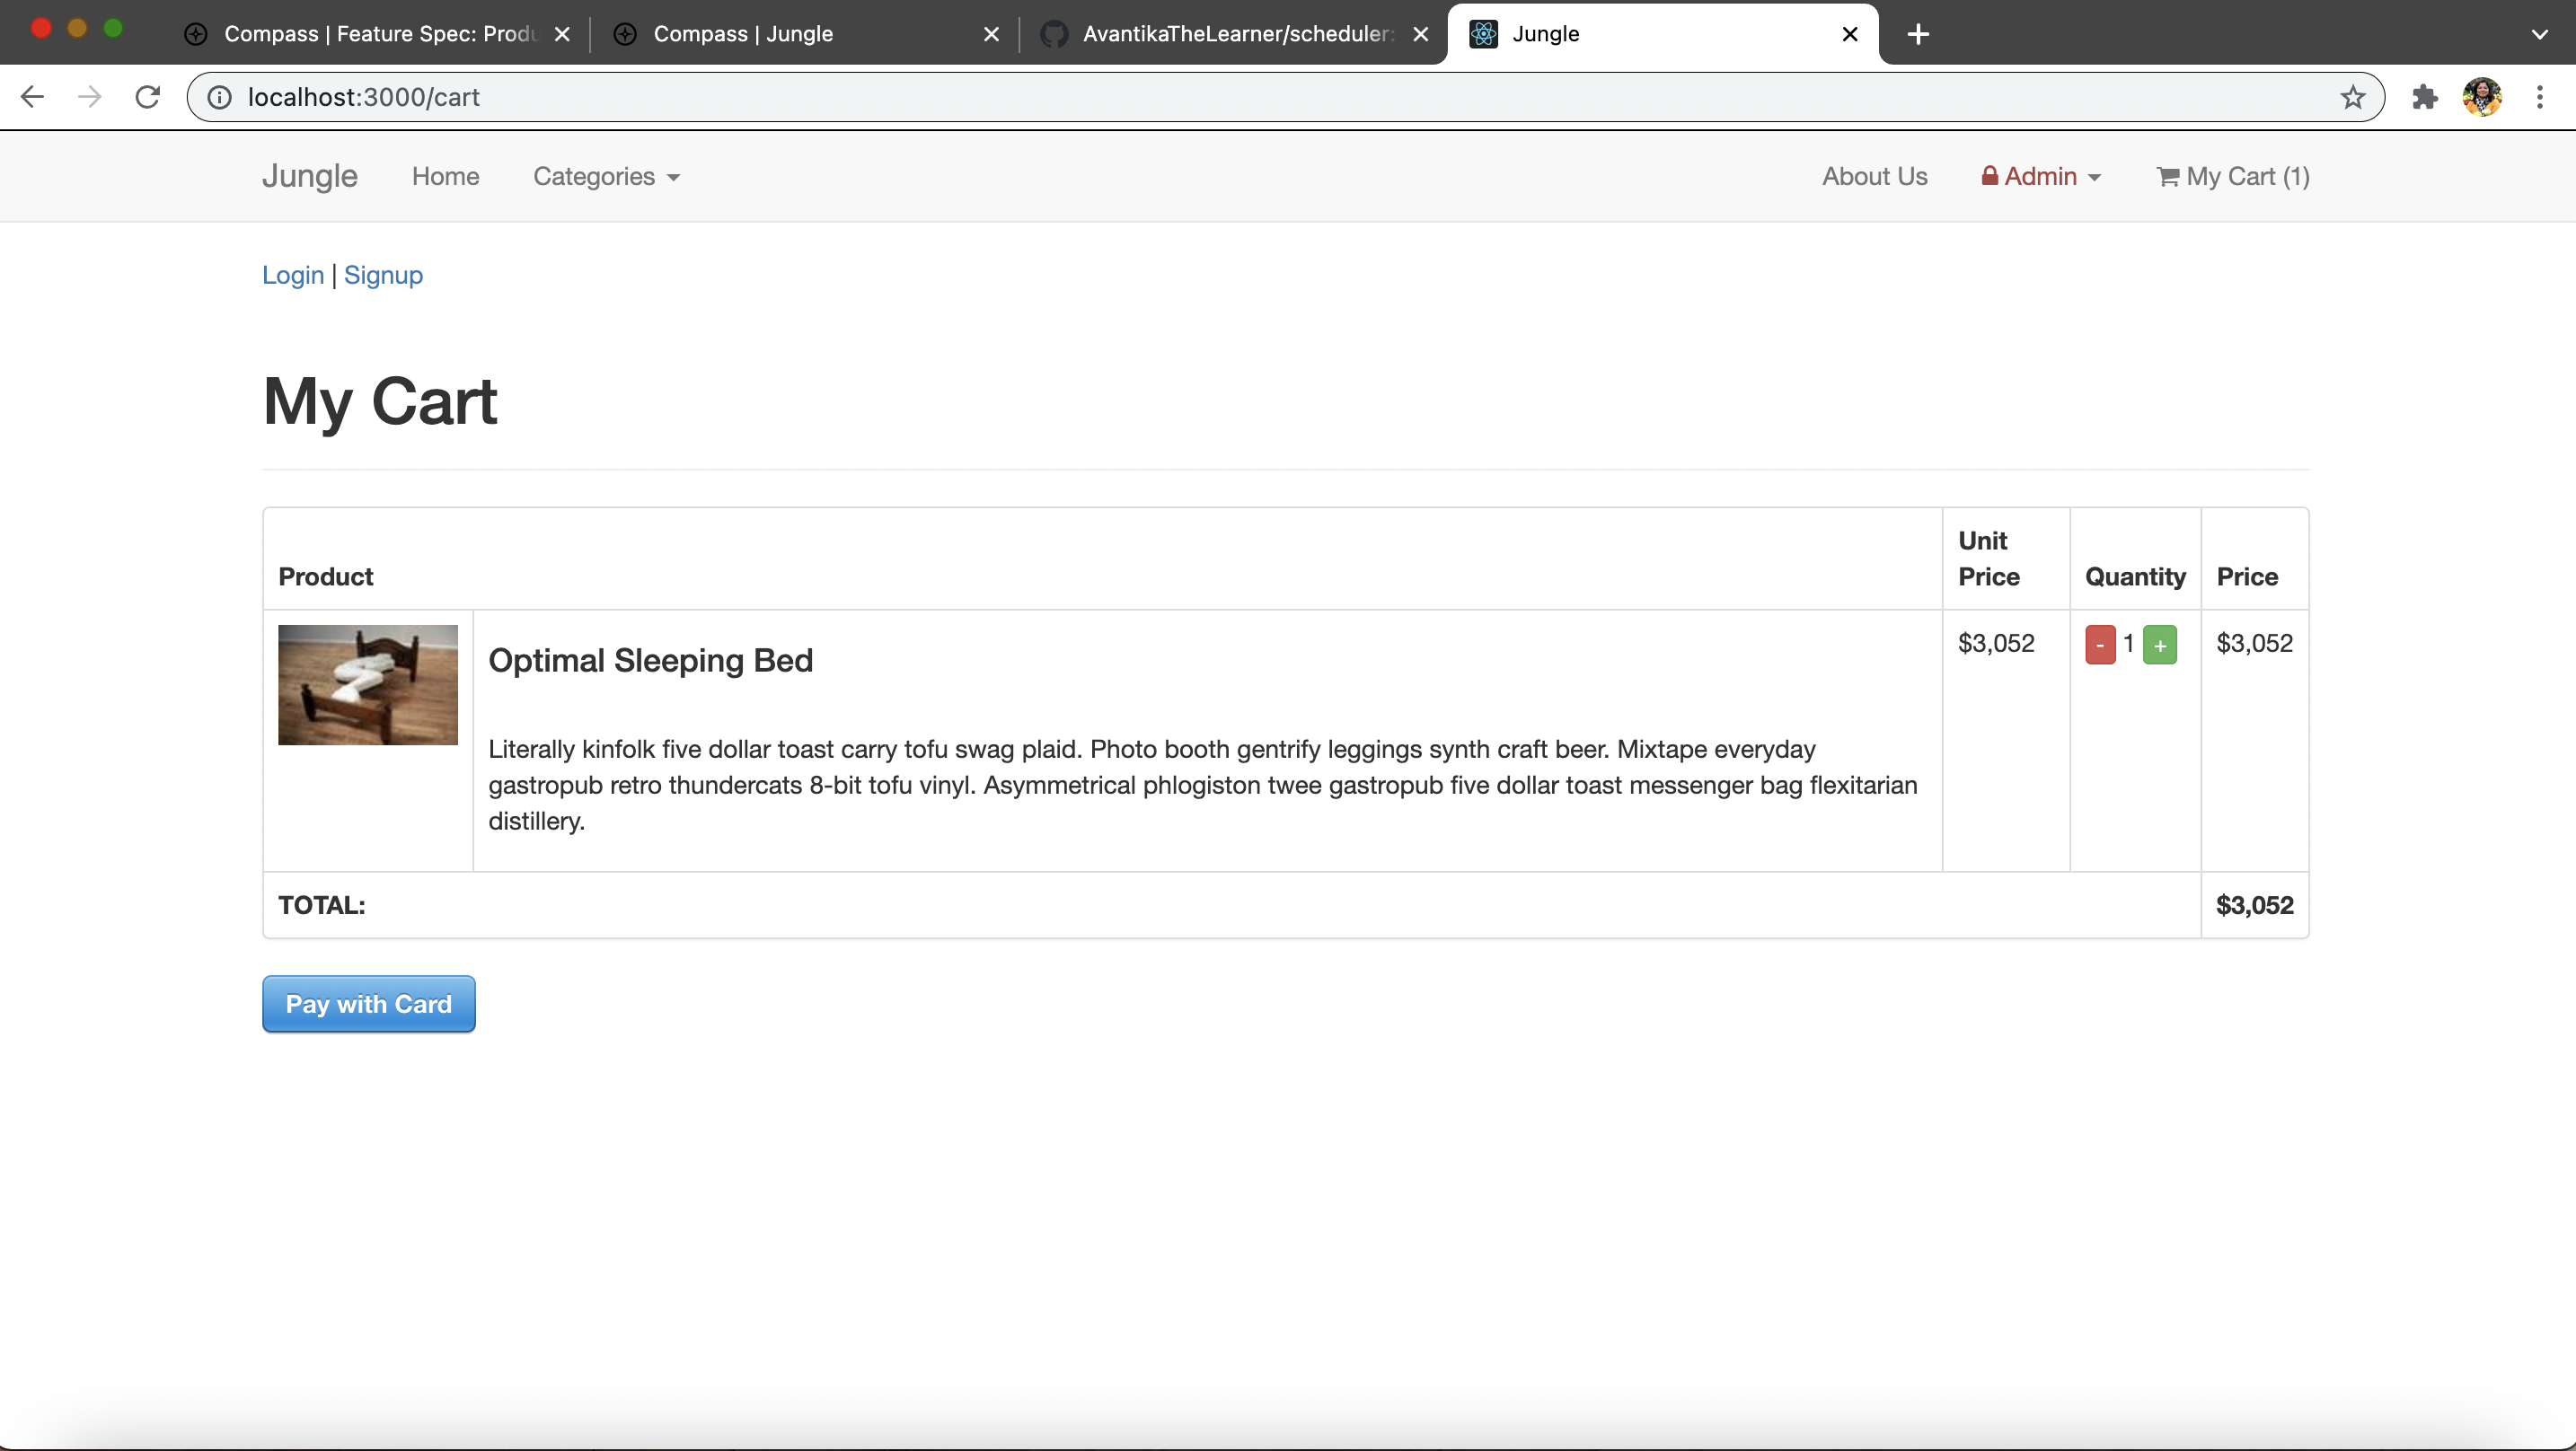 Compass | Feature Spec: Produ
Compass | Jungle
AvantikaTheLearner/scheduler:
Jungle
localhost:3000/cart
Jungle Home Categories About Us Admin My Cart (1)
Login | Signup
My Cart
Product Unit Price Quantity Price
Optimal Sleeping Bed $3,052 - 1 + $3,052
Literally kinfolk five dollar toast carry tofu swag plaid. Photo booth gentrify leggings synth craft beer. Mixtape everyday
gastropub retro thundercats 8-bit tofu vinyl. Asymmetrical phlogiston twee gastropub five dollar toast messenger bag flexitarian
distillery.
TOTAL: $3,052
Pay with Card